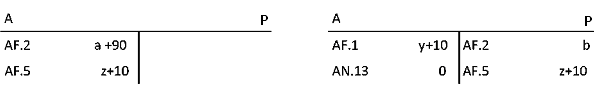 A P
AF.2 a +90
AF.5 z+10
A P
AF.1 y+10 AF.2 b
AN.13 0 AF.5 z+10